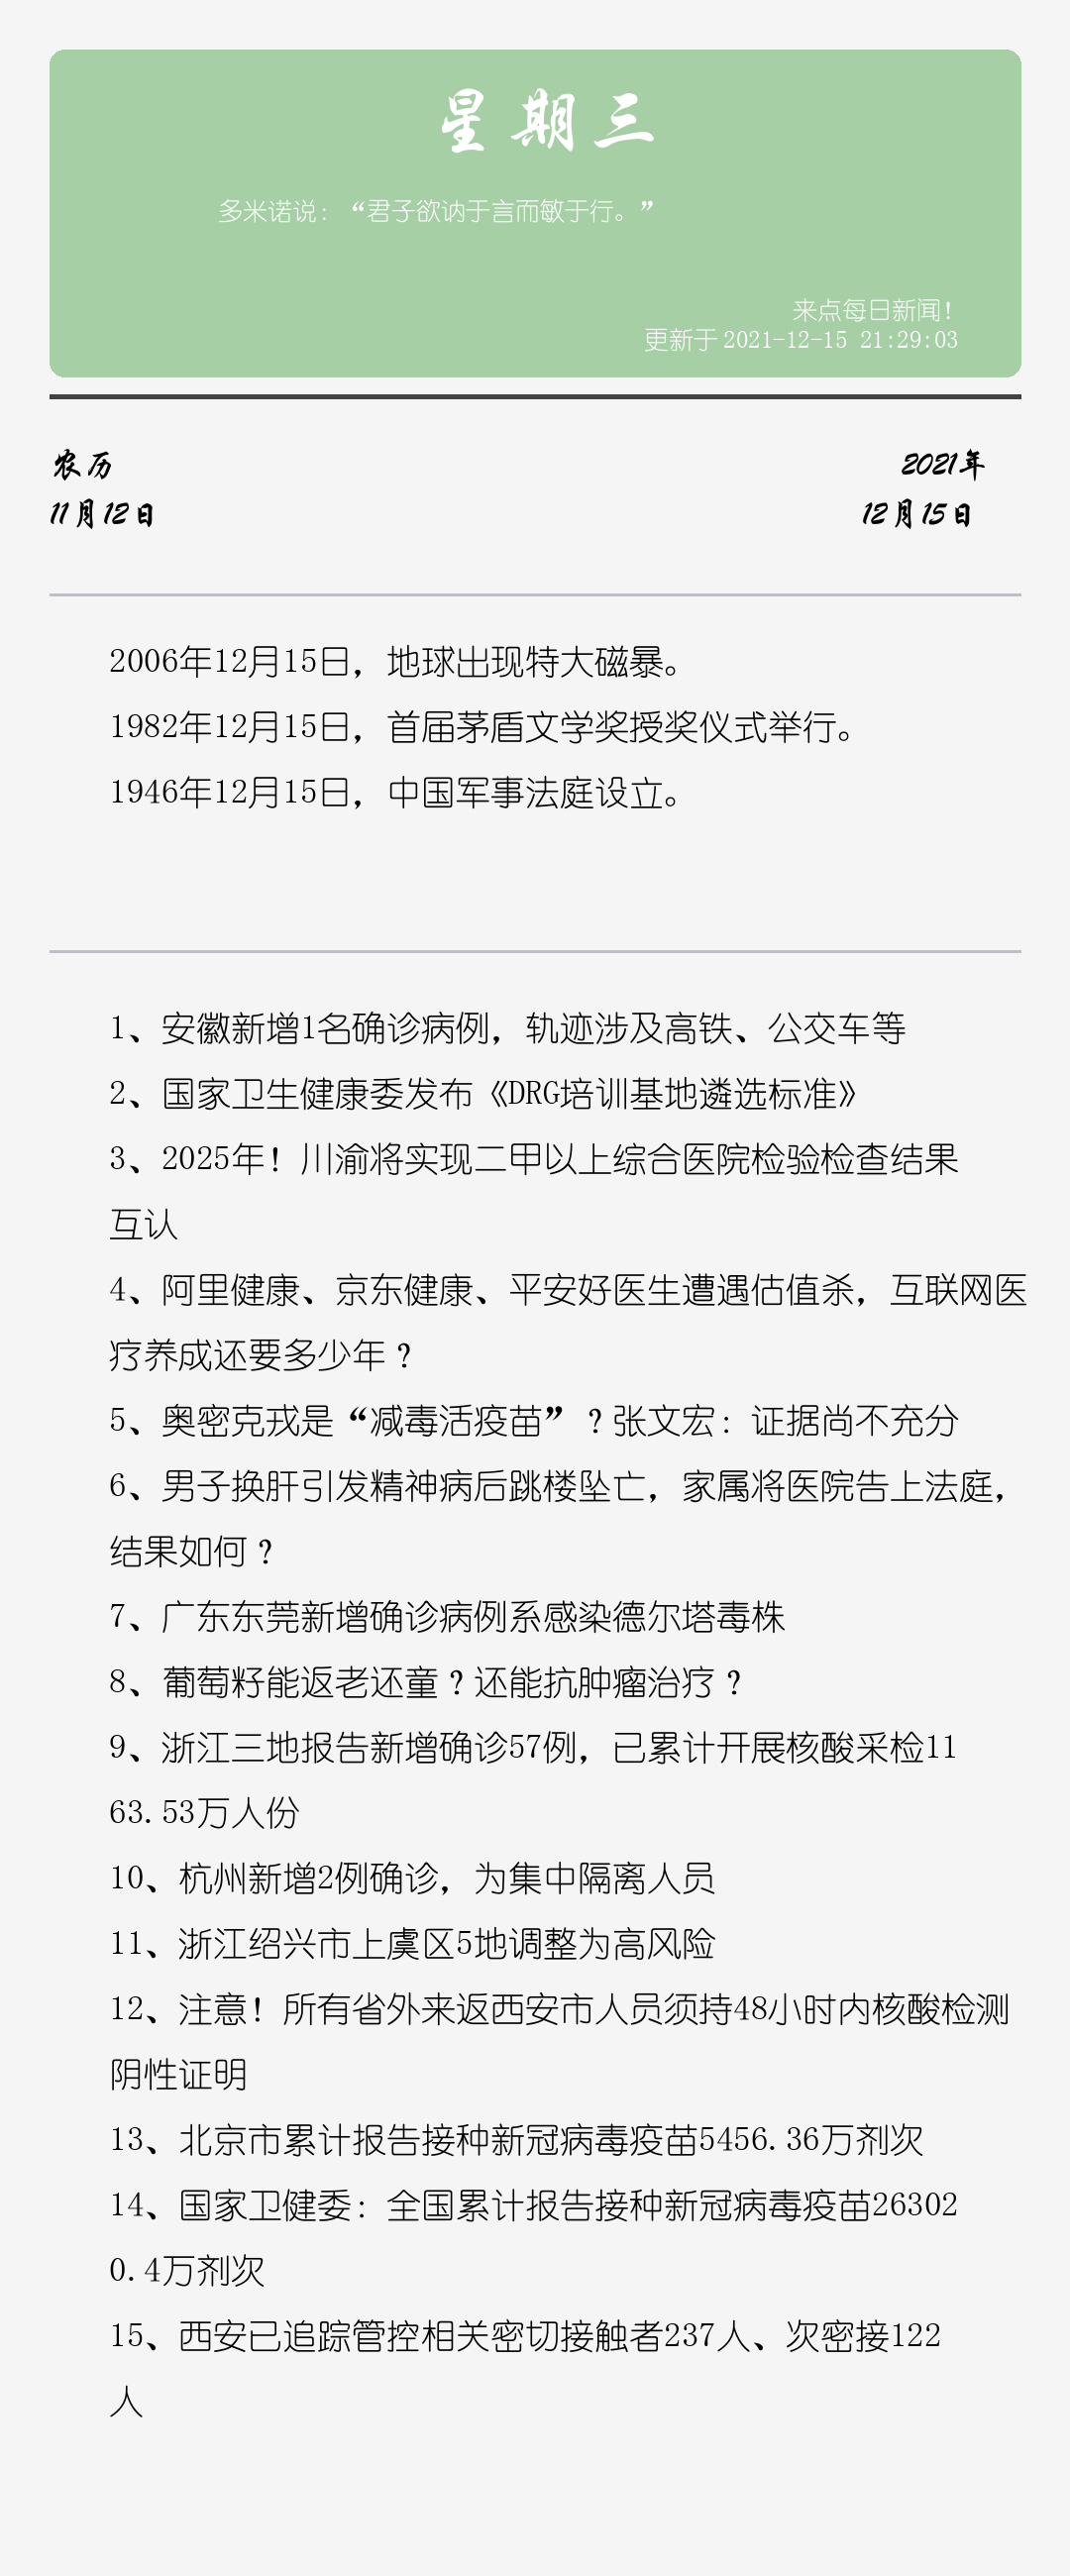 星期三
多米诺说：“君子欲讷于言而敏于行。”
来点每日新闻！
更新于2021-12-15 21:29:03
农历
2021年
11月12日
12月15日
2006年12月15日，地球出现特大磁暴。
1982年12月15日，首届茅盾文学奖授奖仪式举行。
1946年12月15日，中国军事法庭设立。
1、安徽新增1名确诊病例，轨迹涉及高铁、公交车等
2、国家卫生健康委发布《DRG培训基地遴选标准》
3、2025年！川渝将实现二甲以上综合医院检验检查结果
互认
4、阿里健康、京东健康、平安好医生遭遇估值杀，互联网医
疗养成还要多少年？
5、奥密克戎是“减毒活疫苗”？张文宏：证据尚不充分
6、男子换肝引发精神病后跳楼坠亡，家属将医院告上法庭，
结果如何？
7、广东东莞新增确诊病例系感染德尔塔毒株
8、葡萄籽能返老还童？还能抗肿瘤治疗？
9、浙江三地报告新增确诊57例，已累计开展核酸采检11
63.53万人份
10、杭州新增2例确诊，为集中隔离人员
11、浙江绍兴市上虞区5地调整为高风险
12、注意！所有省外来返西安市人员须持48小时内核酸检测
阴性证明
13、北京市累计报告接种新冠病毒疫苗5456.36万剂次
14、国家卫健委：全国累计报告接种新冠病毒疫苗26302
0.4万剂次
15、西安已追踪管控相关密切接触者237人、次密接122
人